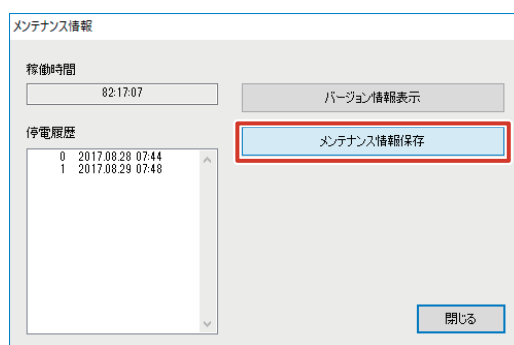 メンテナンス情報
稼働時間
82:17:07
バージョン情報表示
停電履歴
メンテナンス情報保存
0 2017.08.28 07:44
1 2017.08.29 07:48
閉じる